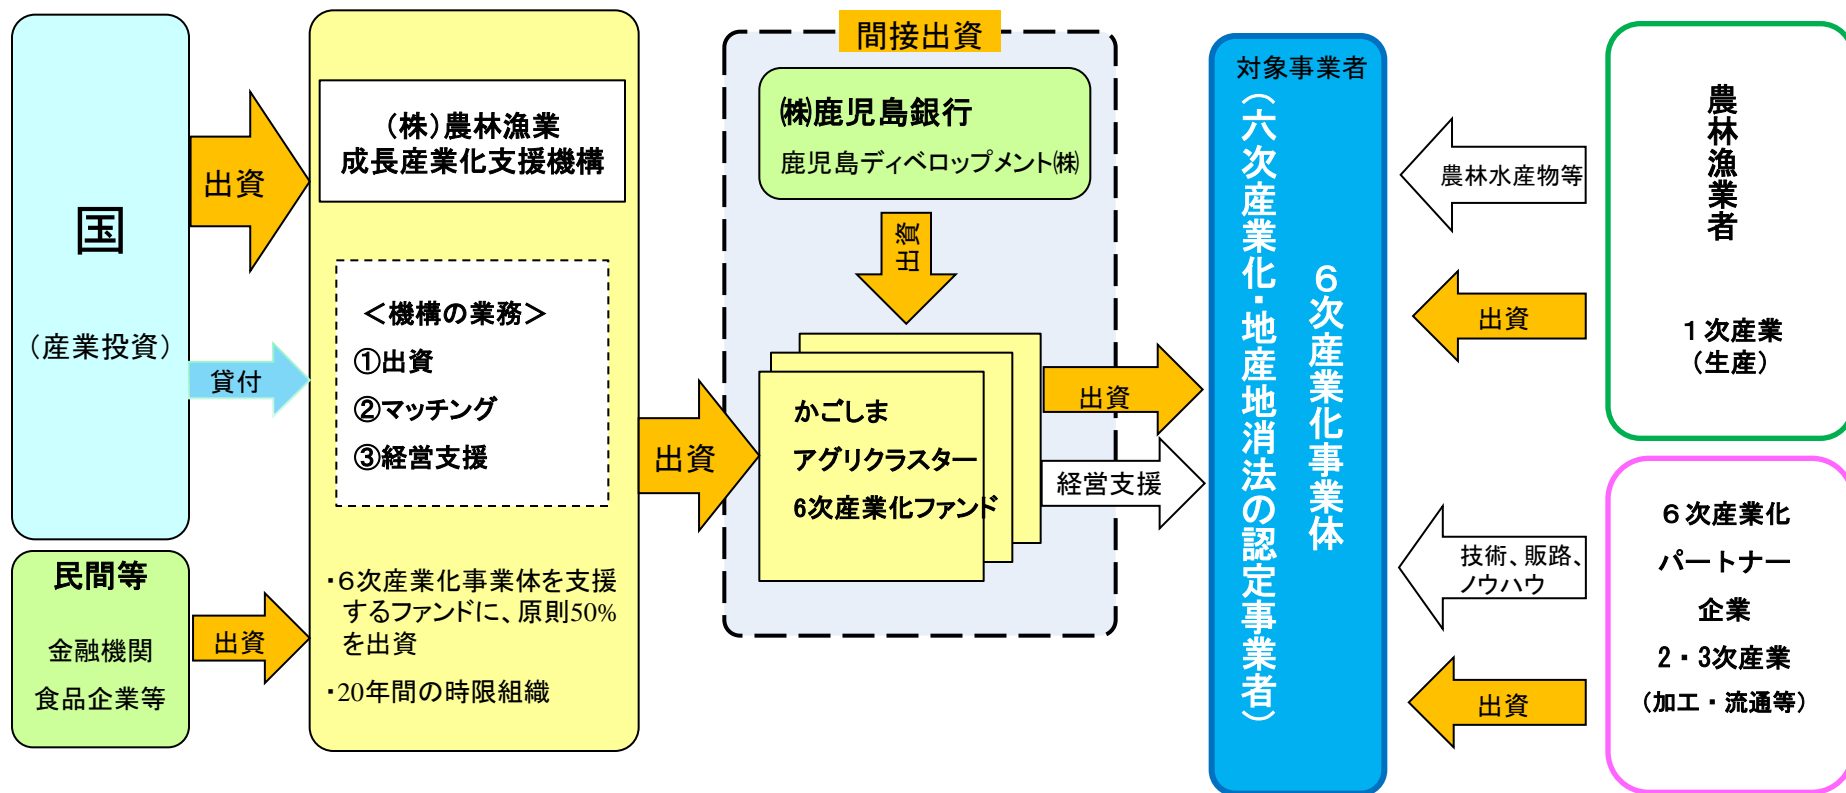 国
（産業投資）
民間等
金融機関
食品企業等
出資
貸付
出資
（株）農林漁業
成長産業化支援機構
＜機構の業務＞
①出資
②マッチング
③経営支援
・６次産業化事業体を支援
するファンドに、原則50%
を出資
・20年間の時限組織
出資
間接出資
㈱鹿児島銀行
鹿児島ディベロップメント㈱
出資
かごしま
アグリクラスター
6次産業化ファンド
出資
経営支援
対象事業者
６次産業化事業体
（六次産業化・地産地消法の認定事業者）
農林水産物等
出資
技術、販路、
ノウハウ
出資
農林漁業者
１次産業
（生産）
６次産業化
パートナー
企業
2・3次産業
（加工・流通等）